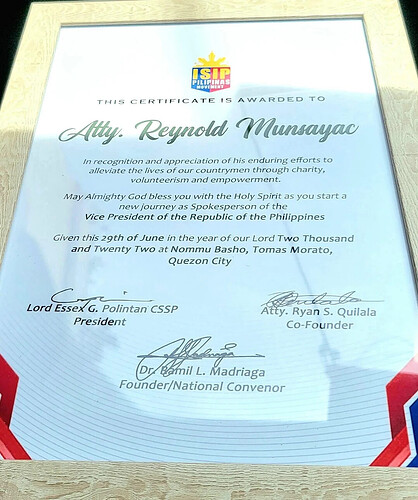 ISIP
PILIPINAS
MOVEMENT
THIS CERTIFICATE IS AWARDED TO
Atty. Reynold Munsayac
In recognition and appreciation of his enduring efforts to
alleviate the lives of our countrymen through charity,
volunteerism and empowerment.
May Almighty God bless you with the Holy Spirit as you start a
new journey as Spokesperson of the
Vice President of the Republic of the Philippines
Given this 29th of June in the year of our Lord Two Thousand
and Twenty Two at Nommu Basho, Tomas Morato,
Quezon City
Lord Essex G. Polintan CSSP
President
Atty. Ryan S. Quilala
Co-Founder
Dr. Ramil L. Madriaga
Founder/National Convenor